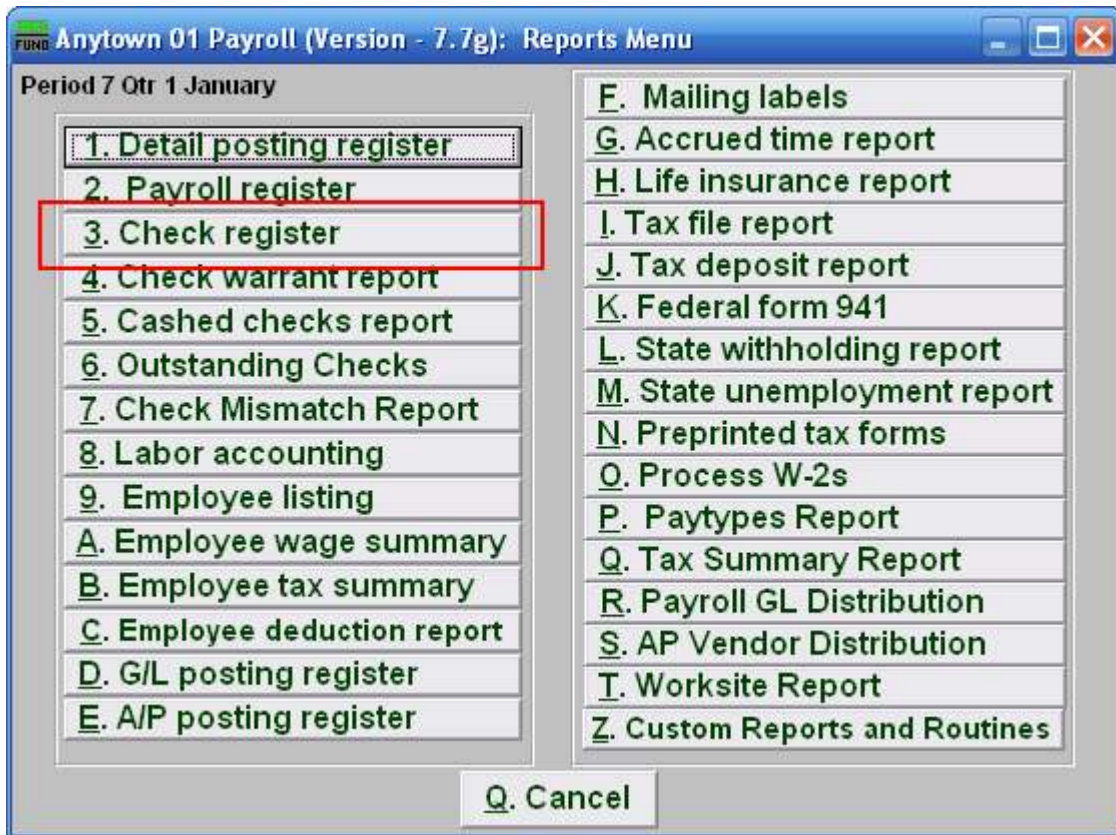 FUND Anytown 01 Payroll (Version - 7.7g): Reports Menu
Period 7 Qtr 1 January
1. Detail posting register
2. Payroll register
3. Check register
4. Check warrant report
5. Cashed checks report
6. Outstanding Checks
7. Check Mismatch Report
8. Labor accounting
9. Employee listing
A. Employee wage summary
B. Employee tax summary
C. Employee deduction report
D. G/L posting register
E. A/P posting register
F. Mailing labels
G. Accrued time report
H. Life insurance report
I. Tax file report
J. Tax deposit report
K. Federal form 941
L. State withholding report
M. State unemployment report
N. Preprinted tax forms
O. Process W-2s
P. Paytypes Report
Q. Tax Summary Report
R. Payroll GL Distribution
S. AP Vendor Distribution
T. Worksite Report
Z. Custom Reports and Routines
Q. Cancel